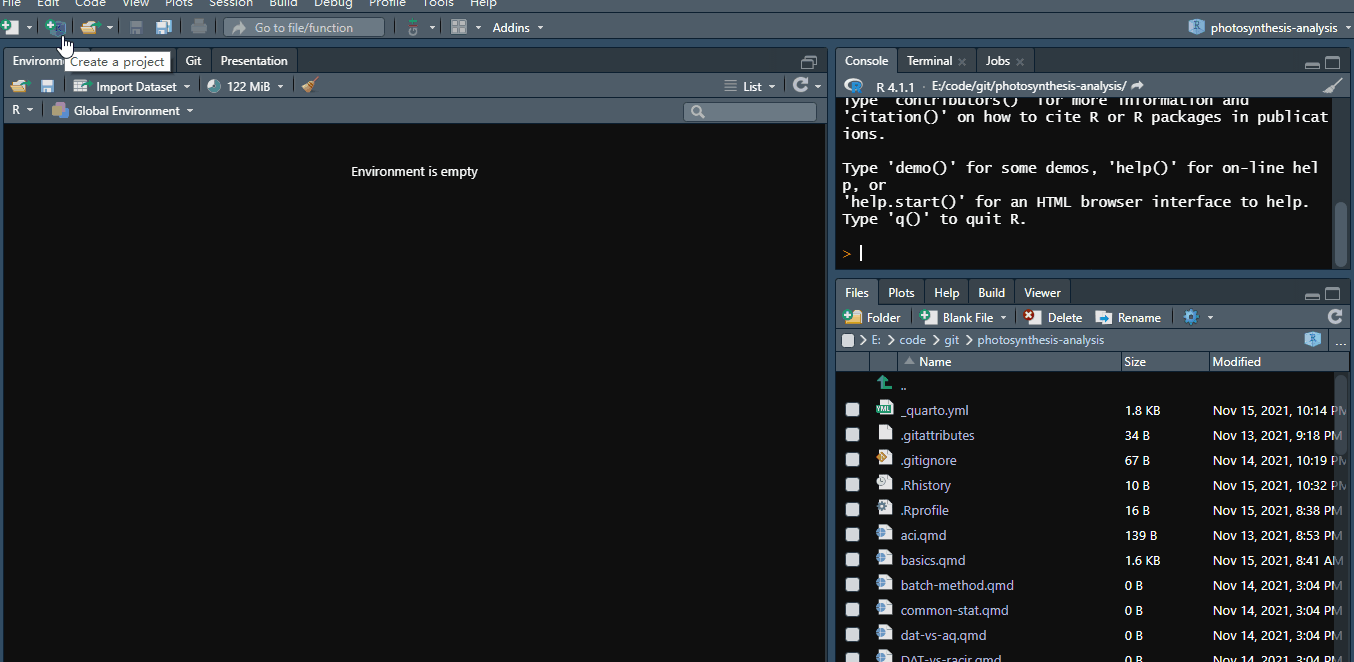 File Edit Code View Plots Session Build Debug Profile Tools Help
Go to file/function Addins photosynthesis-analysis
Create a project
Git Presentation
Import Dataset 122 MiB List
R Global Environment
Environment is empty
Console Terminal Jobs
R 4.1.1 · E:/code/git/photosynthesis-analysis/
Type 'contributors()' for more information and
'citation()' on how to cite R or R packages in publicat
ions.
Type 'demo()' for some demos, 'help()' for on-line hel
p, or
'help.start()' for an HTML browser interface to help.
Type 'q()' to quit R.
>
Files Plots Help Build Viewer
Folder Blank File Delete Rename
E: code git photosynthesis-analysis ...
Name Size Modified
..
_quarto.yml 1.8 KB Nov 15, 2021, 10:14 PM
.gitattributes 34 B Nov 13, 2021, 9:18 PM
.gitignore 67 B Nov 14, 2021, 10:19 PM
.Rhistory 10 B Nov 15, 2021, 10:32 PM
.Rprofile 16 B Nov 15, 2021, 8:38 PM
aci.qmd 139 B Nov 13, 2021, 8:53 PM
basics.qmd 1.6 KB Nov 15, 2021, 8:41 AM
batch-method.qmd 0 B Nov 14, 2021, 3:04 PM
common-stat.qmd 0 B Nov 14, 2021, 3:04 PM
dat-vs-aq.qmd 0 B Nov 14, 2021, 3:04 PM
DAT-vs-racir.qmd 0 B Nov 14, 2021, 3:04 PM